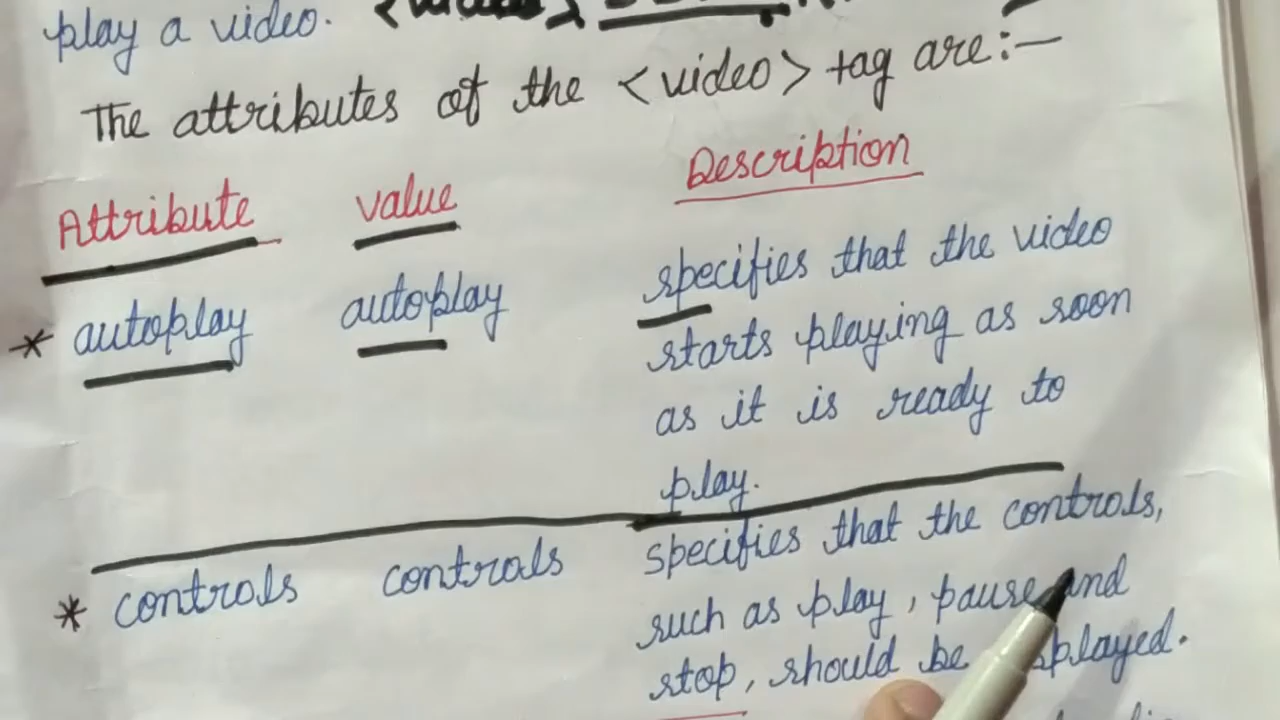 play a video. <video>
The attributes of the <video> tag are:—
Attribute value Description
* autoplay autoplay specifies that the video
starts playing as soon
as it is ready to
play.
* controls controls specifies that the controls,
such as play, pause and
stop, should be displayed.